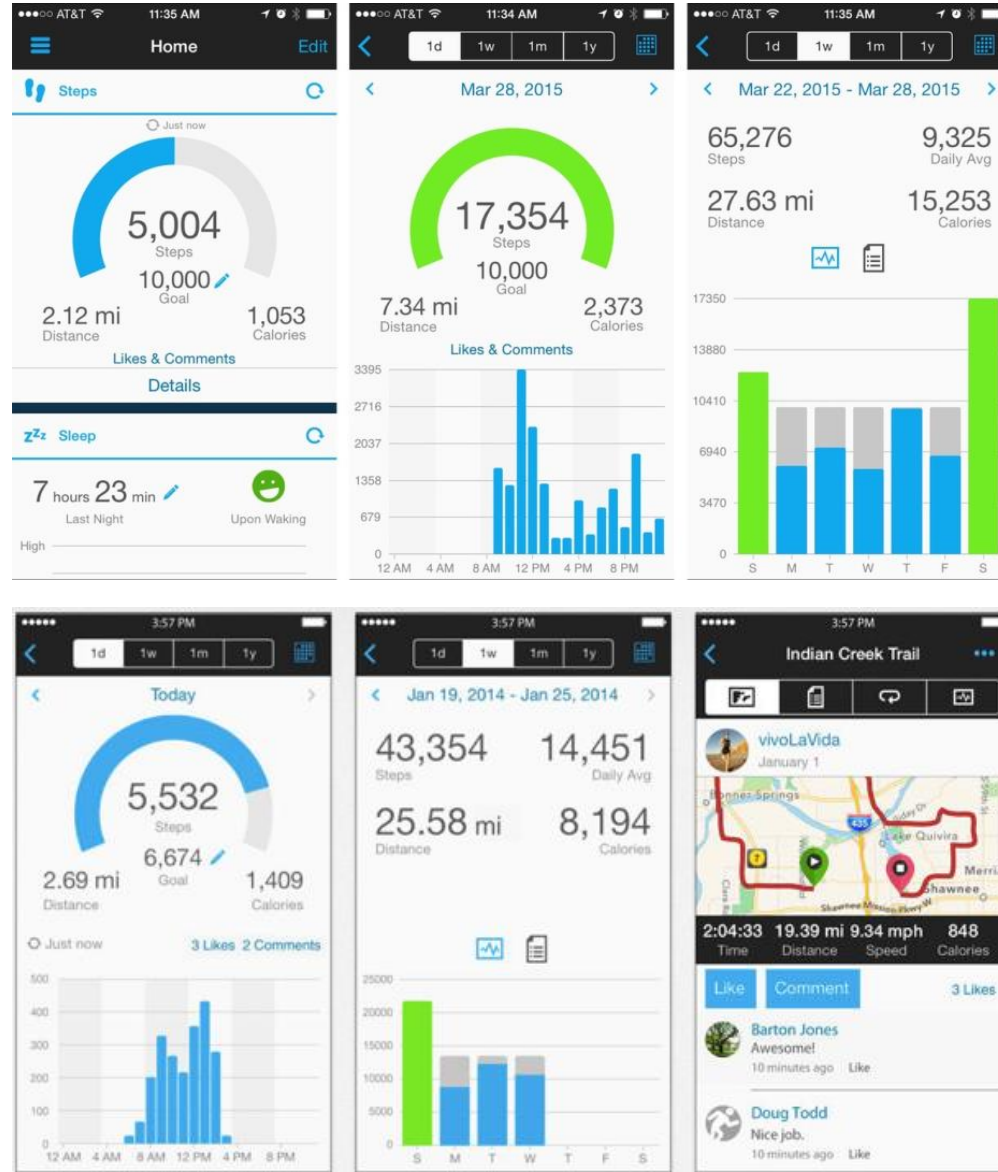 AT&T 11:35 AM
Home Edit
Steps
Just now
5,004
Steps
10,000
Goal
2.12 mi 1,053
Distance Calories
Likes & Comments
Details
zZz Sleep
7 hours 23 min
Last Night Upon Waking
High
AT&T 11:34 AM
1d 1w 1m 1y
Mar 28, 2015
17,354
Steps
10,000
Goal
7.34 mi 2,373
Distance Calories
Likes & Comments
3395
2716
2037
1358
679
0
12 AM 4 AM 8 AM 12 PM 4 PM 8 PM
AT&T 11:35 AM
1d 1w 1m 1y
Mar 22, 2015 - Mar 28, 2015
65,276 9,325
Steps Daily Avg
27.63 mi 15,253
Distance Calories
17350
13880
10410
6940
3470
0
S M T W T F S
3:57 PM
1d 1w 1m 1y
Today
5,532
Steps
6,674
Goal
2.69 mi 1,409
Distance Calories
Just now 3 Likes 2 Comments
500
400
300
200
100
0
12 AM 4 AM 8 AM 12 PM 4 PM 8 PM
3:57 PM
1d 1w 1m 1y
Jan 19, 2014 - Jan 25, 2014
43,354 14,451
Steps Daily Avg
25.58 mi 8,194
Distance Calories
25000
20000
15000
10000
5000
0
S M T W T F S
3:57 PM
Indian Creek Trail
vivoLaVida
January 1
Bonner Springs
435
Lake Quivira
7
Merri
Shawnee
Shawnee Mission Pkwy W
2:04:33 19.39 mi 9.34 mph 848
Time Distance Speed Calories
Like Comment 3 Likes
Barton Jones
Awesome!
10 minutes ago Like
Doug Todd
Nice job.
10 minutes ago Like